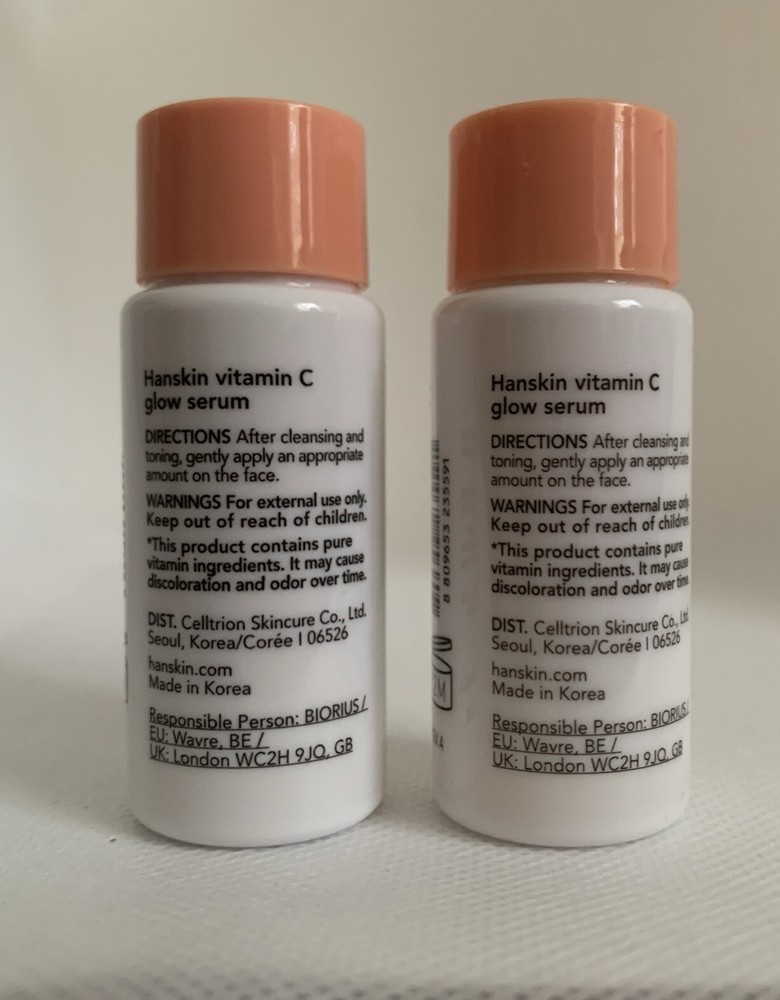 Hanskin vitamin C
glow serum
DIRECTIONS After cleansing and
toning, gently apply an appropriate
amount on the face.
WARNINGS For external use only.
Keep out of reach of children.
*This product contains pure
vitamin ingredients. It may cause
discoloration and odor over time.
DIST. Celltrion Skincure Co., Ltd.
Seoul, Korea/Corée I 06526
hanskin.com
Made in Korea
Responsible Person: BIORIUS /
EU: Wavre, BE /
UK: London WC2H 9JQ, GB
8 809653 235591
Hanskin vitamin C
glow serum
DIRECTIONS After cleansing and
toning, gently apply an appropriate
amount on the face.
WARNINGS For external use only.
Keep out of reach of children.
*This product contains pure
vitamin ingredients. It may cause
discoloration and odor over time.
DIST. Celltrion Skincure Co., Ltd.
Seoul, Korea/Corée I 06526
hanskin.com
Made in Korea
Responsible Person: BIORIUS /
EU: Wavre, BE /
UK: London WC2H 9JQ, GB